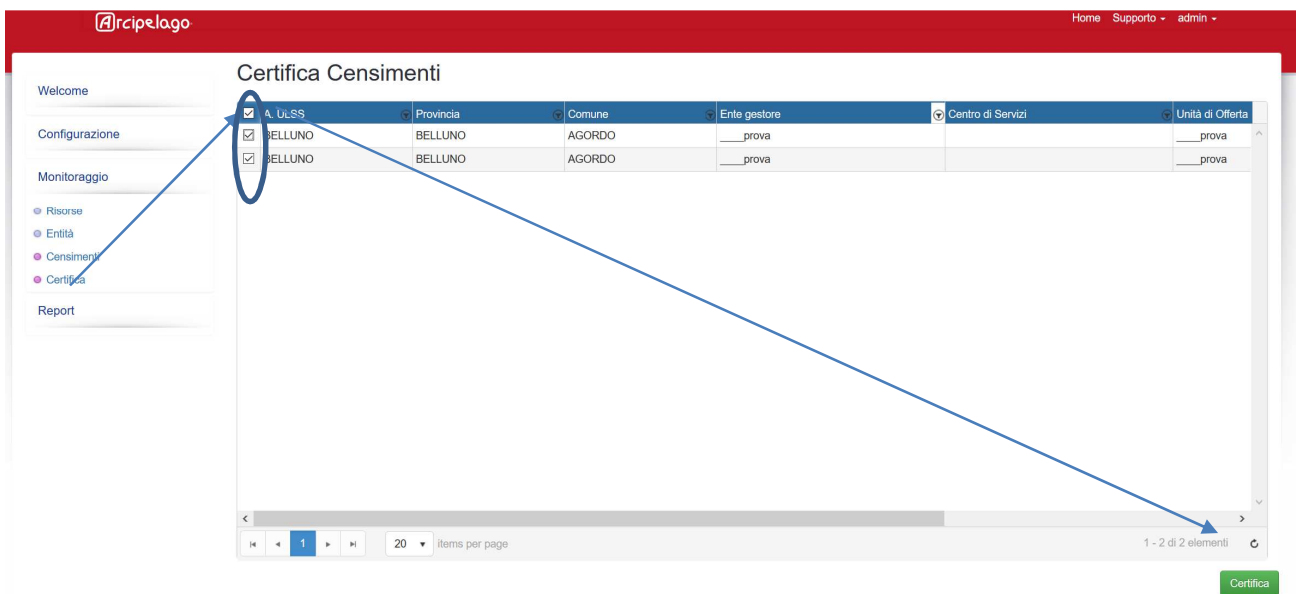 Arcipelago
Home Supporto admin
Certifica Censimenti
Welcome
Configurazione
Monitoraggio
Risorse
Entità
Censimenti
Certifica
Report
A. ULSS Provincia Comune Ente gestore Centro di Servizi Unità di Offerta
BELLUNO BELLUNO AGORDO ____prova ____prova
BELLUNO BELLUNO AGORDO ____prova ____prova
1 20 items per page 1 - 2 di 2 elementi
Certifica